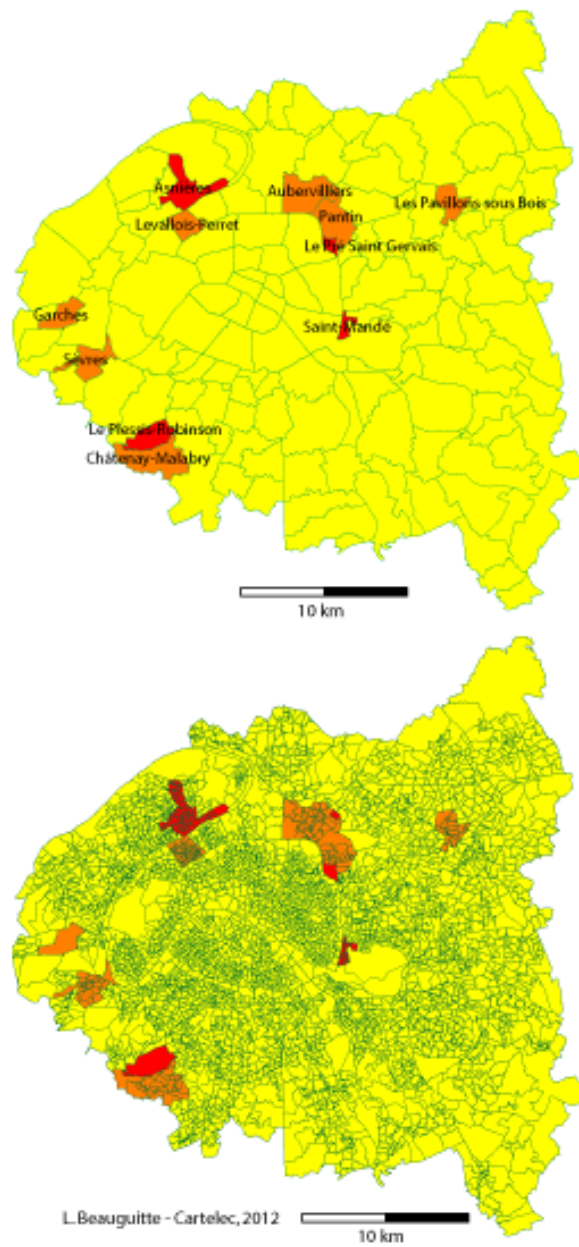 Asnières
Aubervilliers
Les Pavillons sous Bois
Pantin
Levallois-Perret
Le Pré Saint Gervais
Garches
Saint-Mandé
Sèvres
Le Plessis Robinson
Châtenay-Malabry
10 km
L. Beauguitte - Cartelec, 2012
10 km